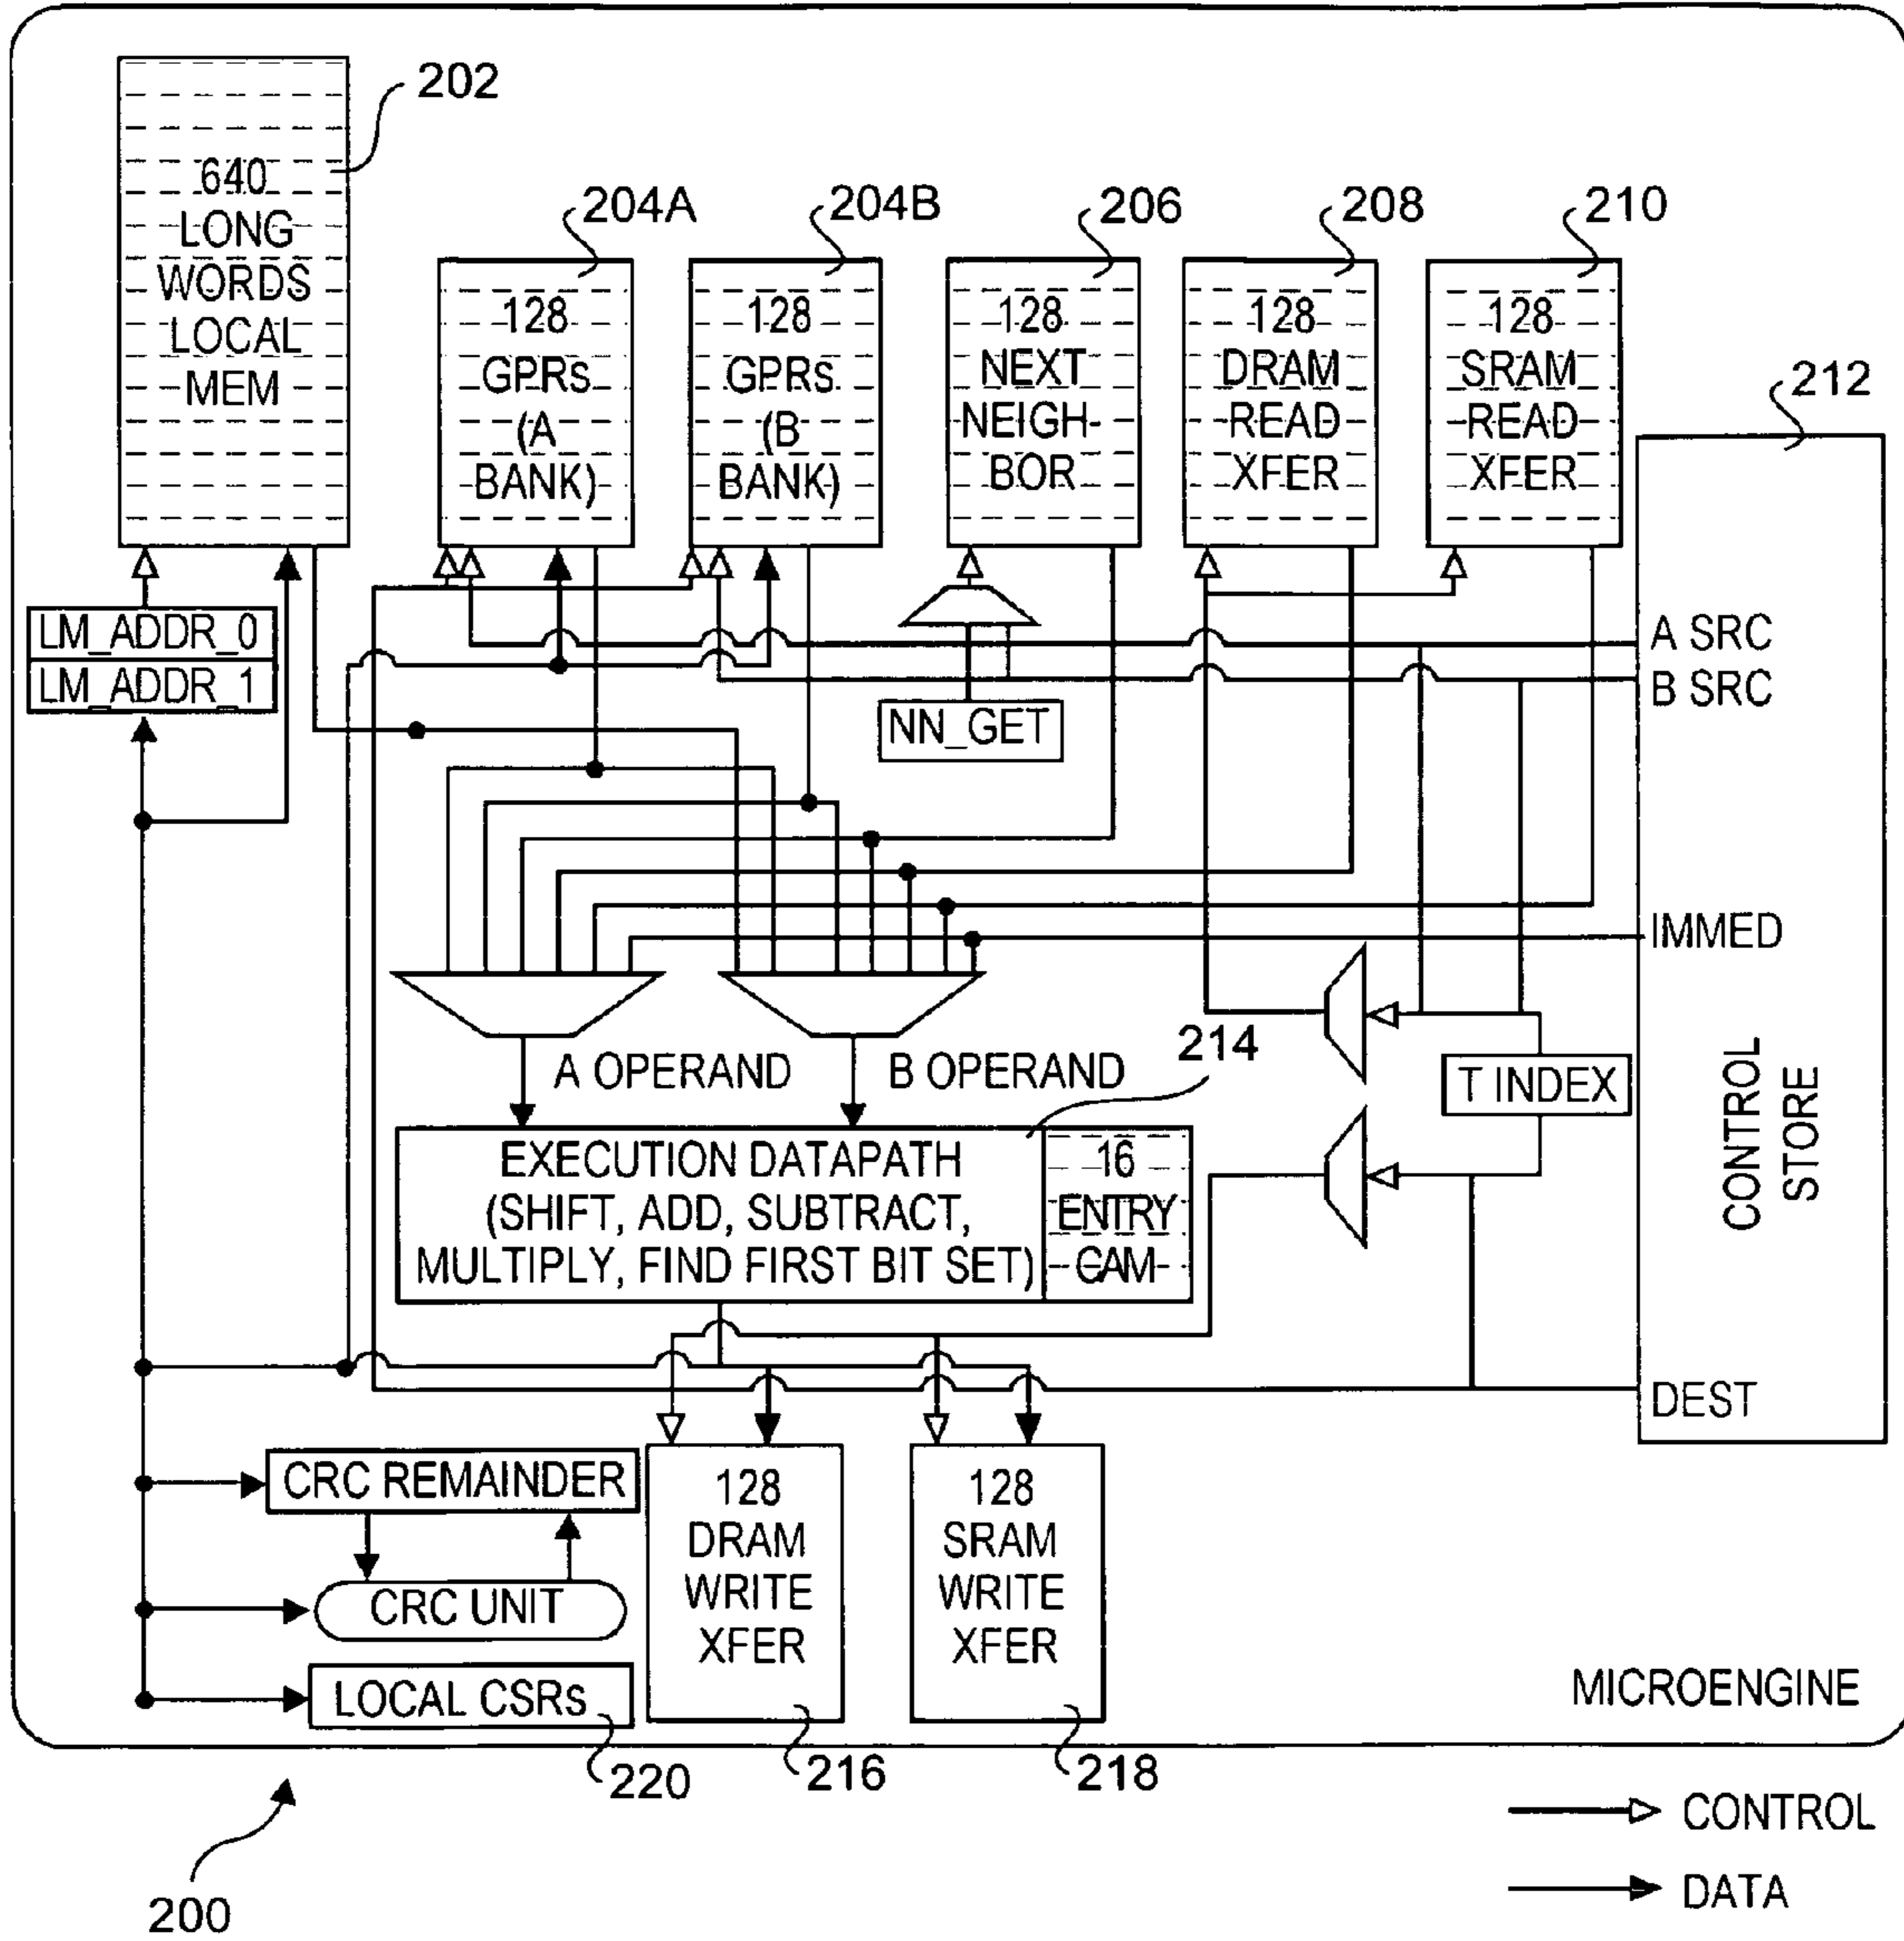 202
640
LONG
WORDS
LOCAL
MEM
204A
128
GPRs
(A
BANK)
204B
128
GPRs
(B
BANK)
206
128
NEXT
NEIGH-
BOR
208
128
DRAM
READ
XFER
210
128
SRAM
READ
XFER
212
LM_ADDR_0
LM_ADDR_1
NN_GET
A SRC
B SRC
IMMED
CONTROL
STORE
DEST
T INDEX
A OPERAND
B OPERAND
214
EXECUTION DATAPATH
(SHIFT, ADD, SUBTRACT,
MULTIPLY, FIND FIRST BIT SET)
16
ENTRY
CAM
CRC REMAINDER
CRC UNIT
LOCAL CSRs
220
128
DRAM
WRITE
XFER
216
128
SRAM
WRITE
XFER
218
MICROENGINE
200
CONTROL
DATA